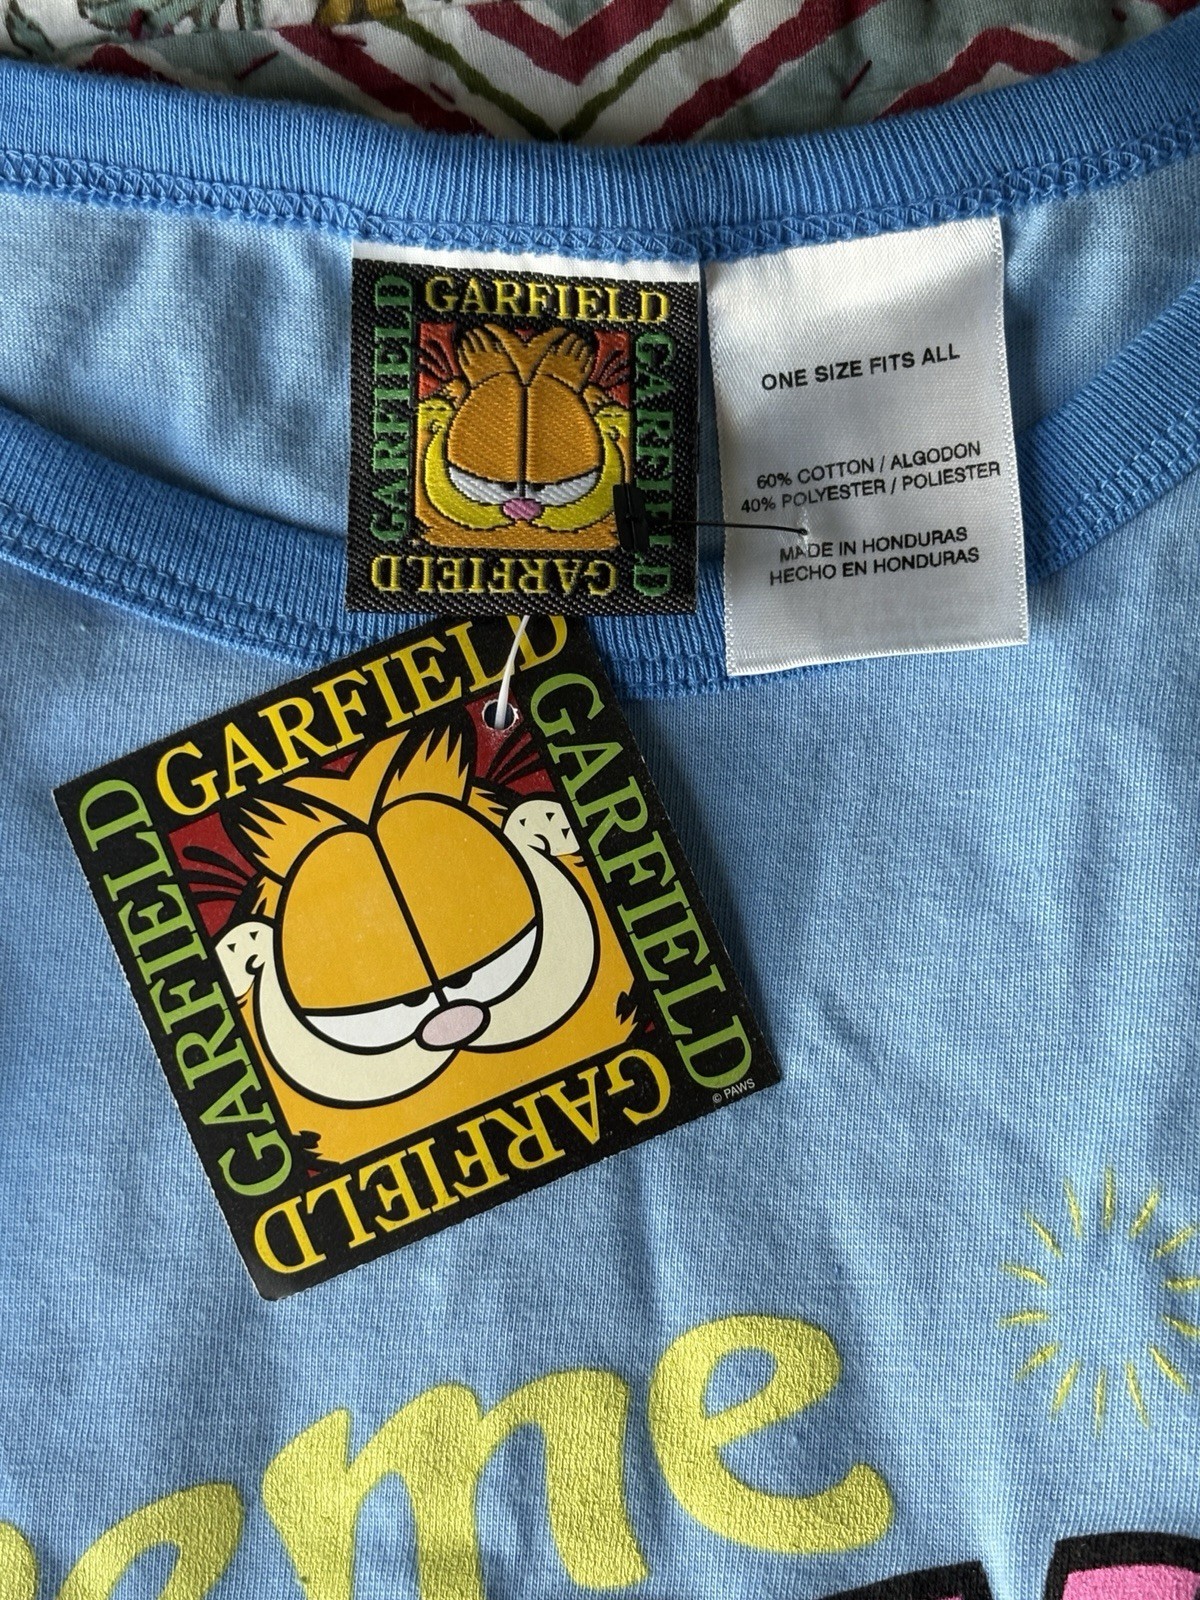 GARFIELD
GARFIELD
GARFIELD
GARFIELD
ONE SIZE FITS ALL
60% COTTON / ALGODON
40% POLYESTER / POLIESTER
MADE IN HONDURAS
HECHO EN HONDURAS
GARFIELD
GARFIELD
GARFIELD
GARFIELD
© PAWS
me